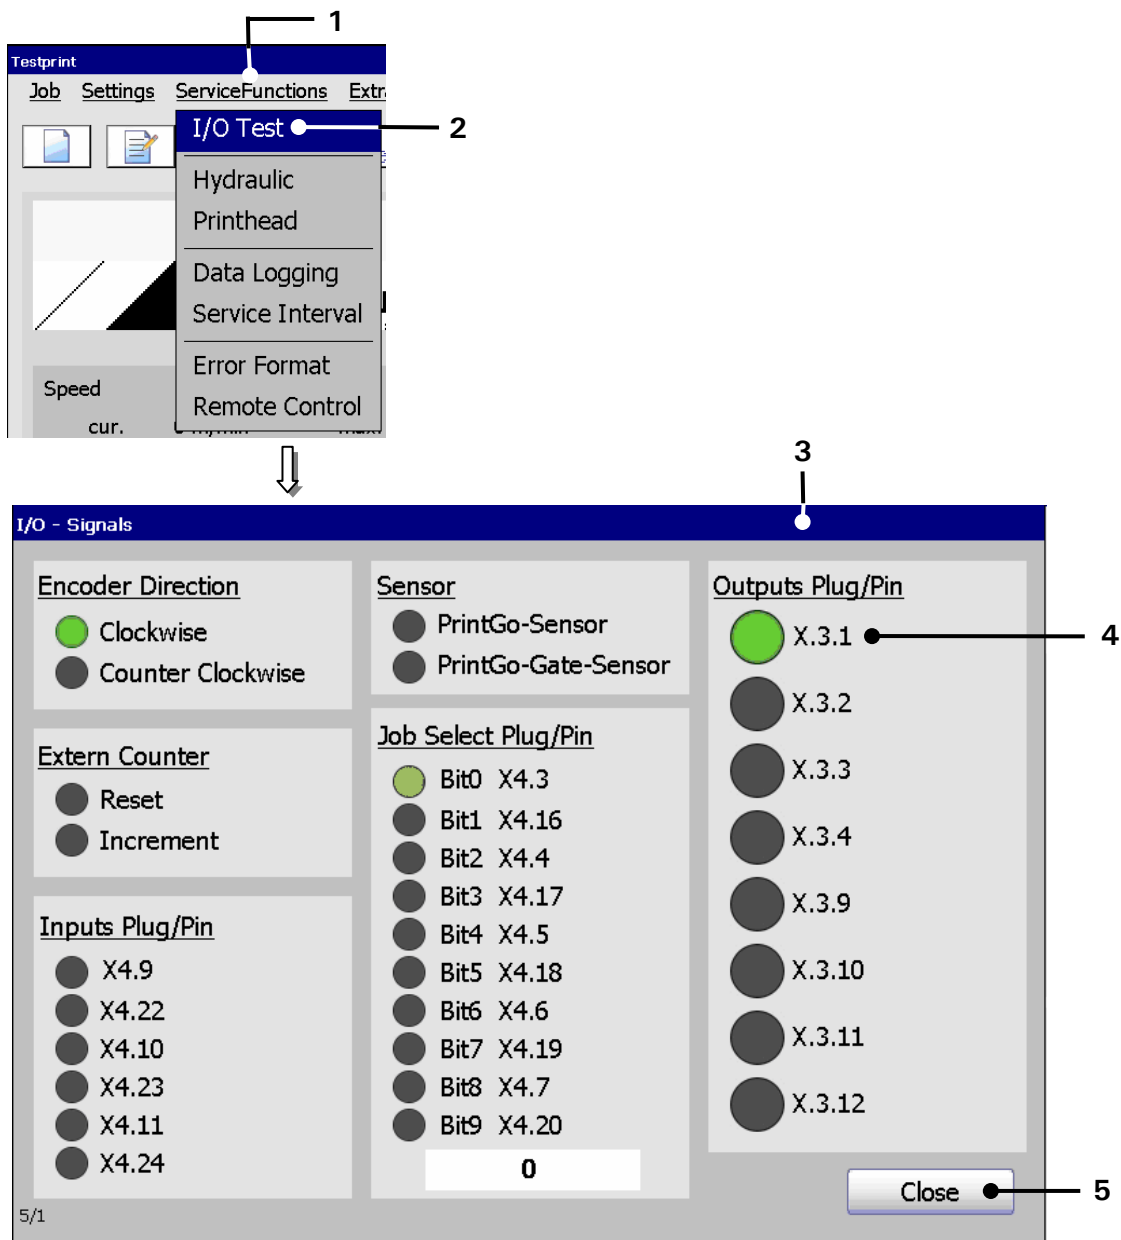 1
Testprint
Job Settings ServiceFunctions Extr
I/O Test
2
Hydraulic
Printhead
Data Logging
Service Interval
Error Format
Speed
Remote Control
cur.
3
I/O - Signals
Encoder Direction
Clockwise
Counter Clockwise
Extern Counter
Reset
Increment
Inputs Plug/Pin
X4.9
X4.22
X4.10
X4.23
X4.11
X4.24
Sensor
PrintGo-Sensor
PrintGo-Gate-Sensor
Job Select Plug/Pin
Bit0 X4.3
Bit1 X4.16
Bit2 X4.4
Bit3 X4.17
Bit4 X4.5
Bit5 X4.18
Bit6 X4.6
Bit7 X4.19
Bit8 X4.7
Bit9 X4.20
0
Outputs Plug/Pin
X.3.1
4
X.3.2
X.3.3
X.3.4
X.3.9
X.3.10
X.3.11
X.3.12
Close
5
5/1